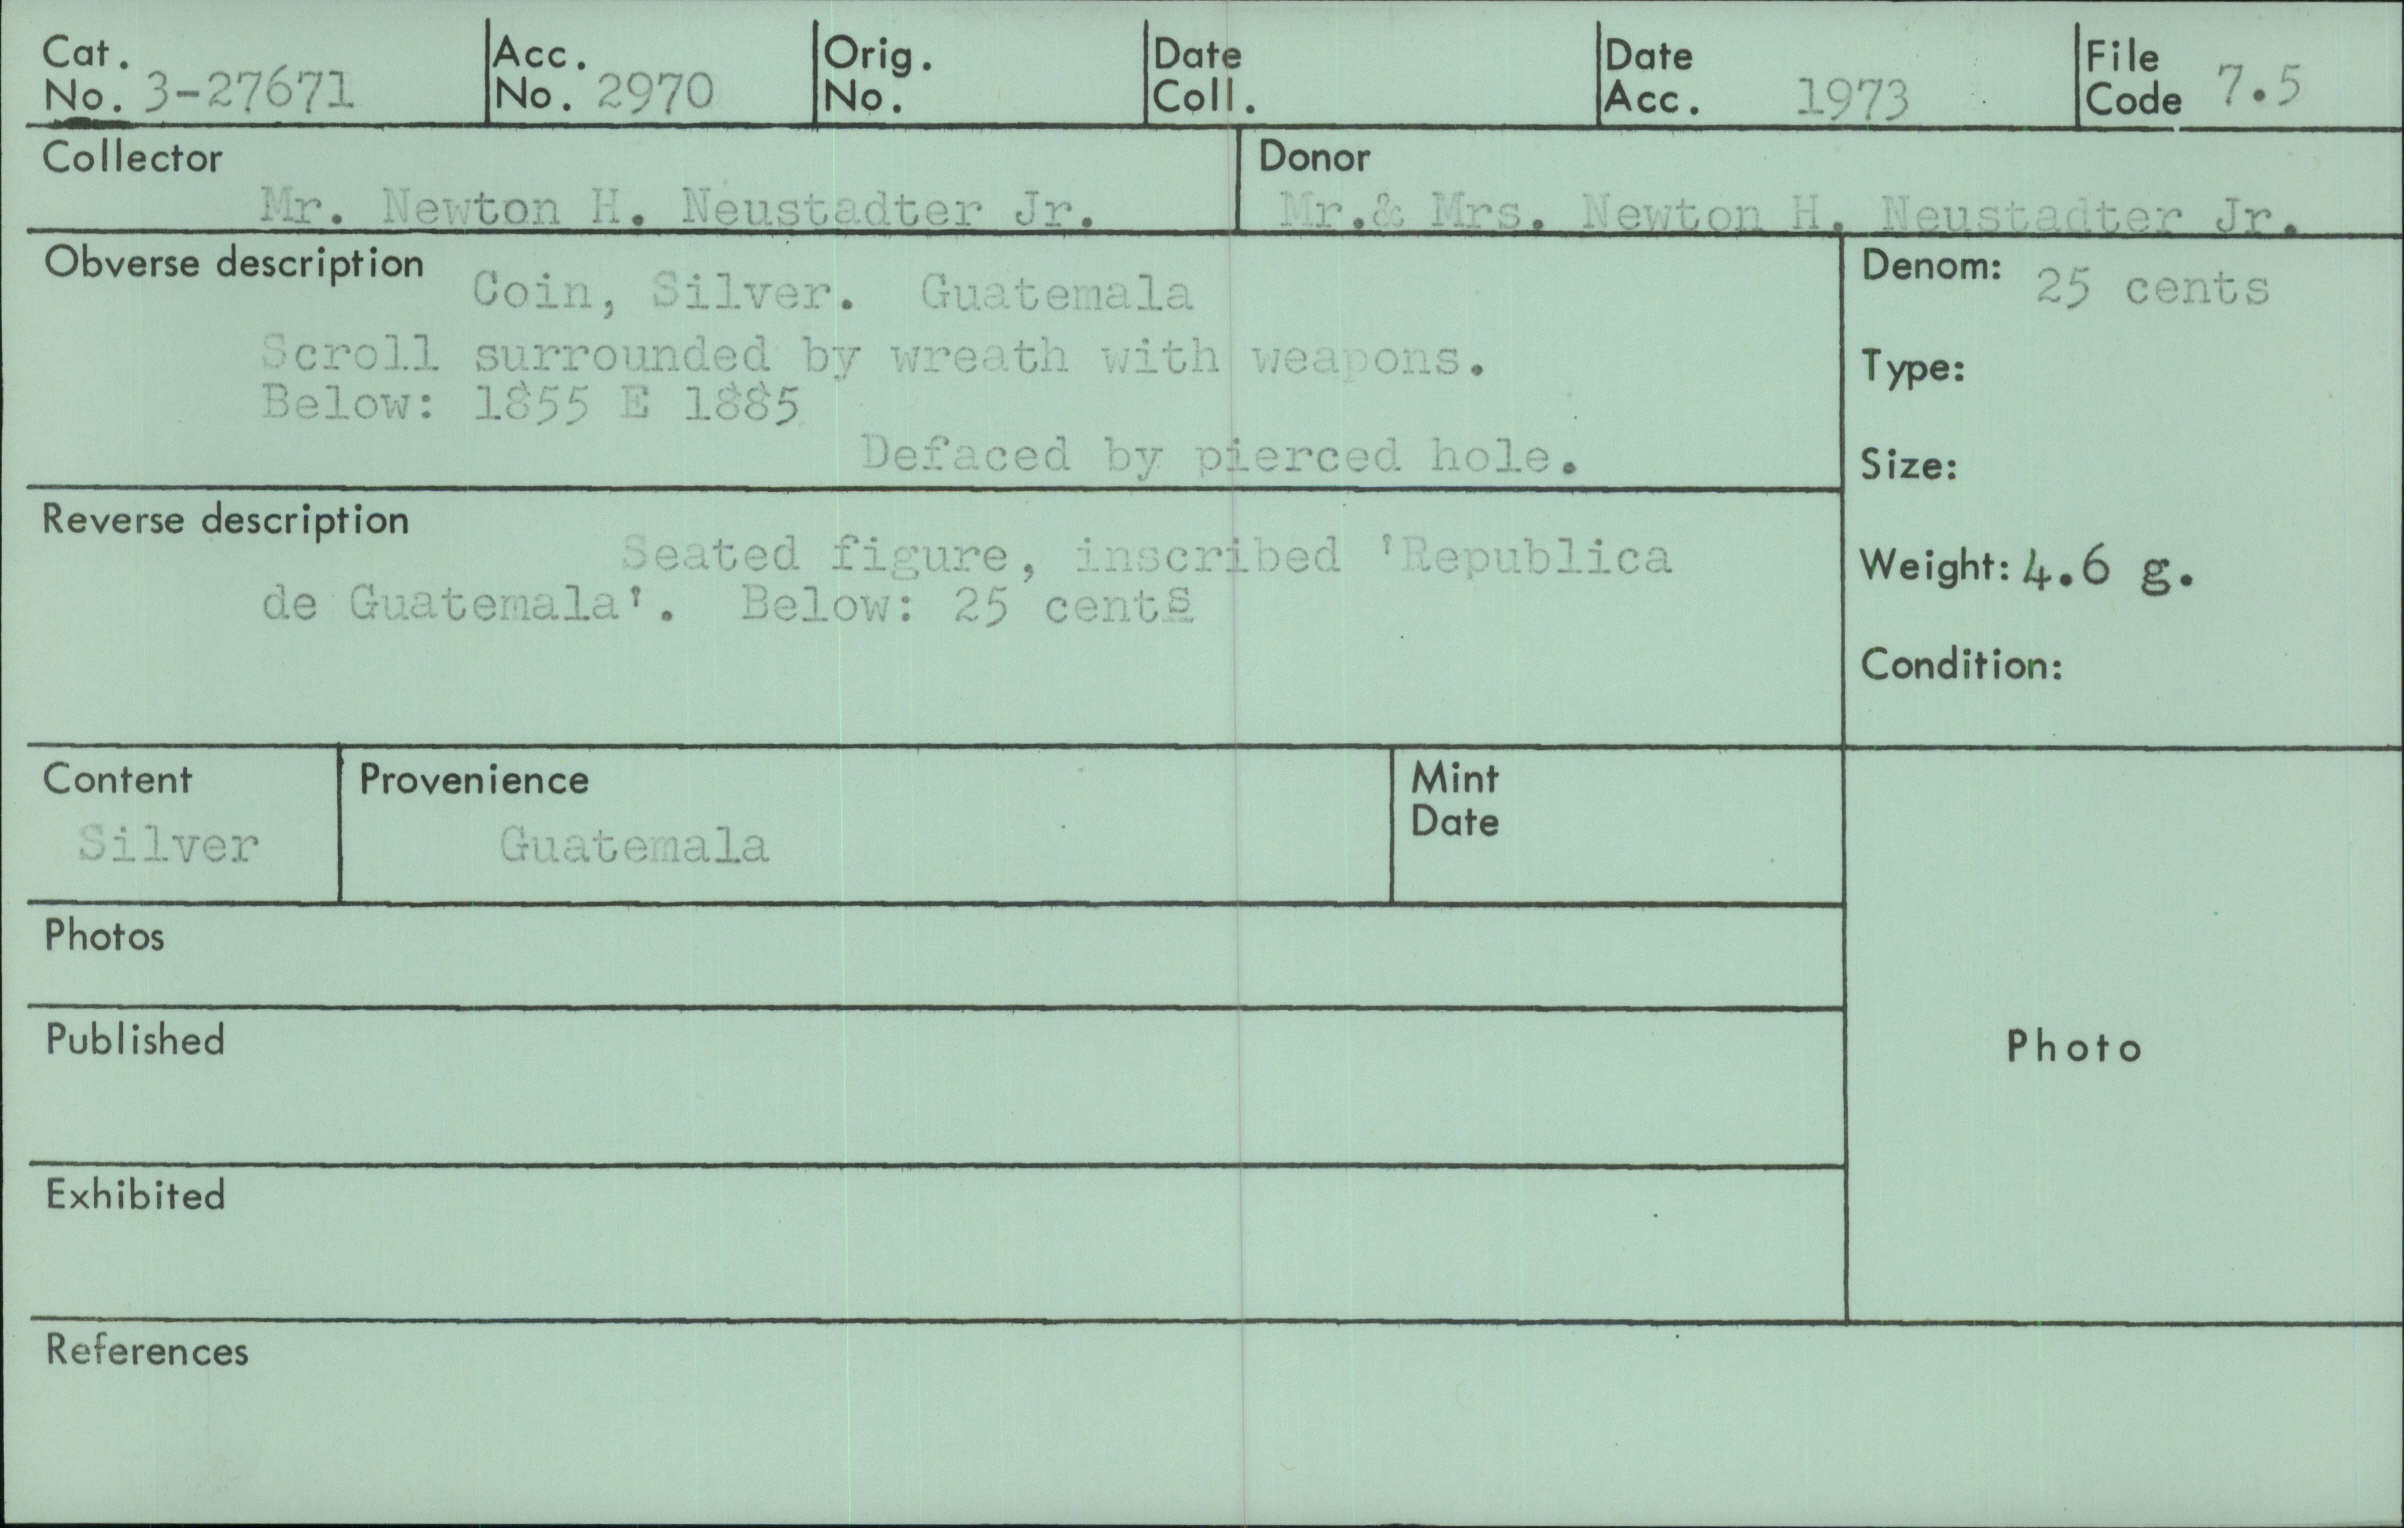 Cat. No. 3-27671
Acc. No. 2970
Orig. No.
Date Coll.
Date Acc. 1973
File Code 7.5
Collector
Mr. Newton H. Neustadter Jr.
Donor
Mr.& Mrs. Newton H. Neustadter Jr.
Obverse description Coin, Silver. Guatemala
Scroll surrounded by wreath with weapons.
Below: 1855 E 1885
Defaced by pierced hole.
Denom: 25 cents
Type:
Size:
Weight: 4.6 g.
Condition:
Reverse description
Seated figure, inscribed 'Republica
de Guatemala'. Below: 25 cents
Content
Silver
Provenience
Guatemala
Mint
Date
Photos
Published
Photo
Exhibited
References